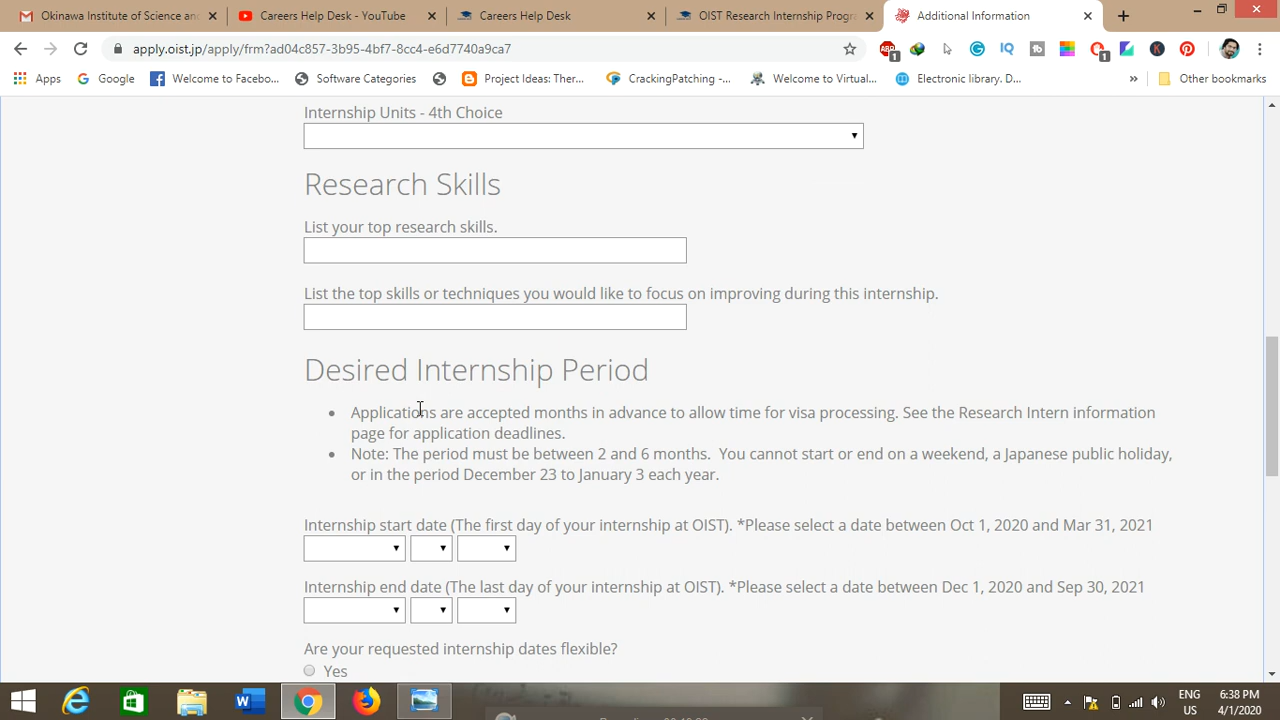 Okinawa Institute of Science an
Careers Help Desk - YouTube
Careers Help Desk
OIST Research Internship Progra
Additional Information
apply.oist.jp/apply/frm?ad04c857-3b95-4bf7-8cc4-e6d7740a9ca7
Apps
Google
Welcome to Facebo...
Software Categories
Project Ideas: Ther...
CrackingPatching -...
Welcome to Virtual...
Electronic library. D...
»
Other bookmarks
Internship Units - 4th Choice
Research Skills
List your top research skills.
List the top skills or techniques you would like to focus on improving during this internship.
Desired Internship Period
• Applications are accepted months in advance to allow time for visa processing. See the Research Intern information
page for application deadlines.
• Note: The period must be between 2 and 6 months. You cannot start or end on a weekend, a Japanese public holiday,
or in the period December 23 to January 3 each year.
Internship start date (The first day of your internship at OIST). *Please select a date between Oct 1, 2020 and Mar 31, 2021
Internship end date (The last day of your internship at OIST). *Please select a date between Dec 1, 2020 and Sep 30, 2021
Are your requested internship dates flexible?
Yes
ENG
US
6:38 PM
4/1/2020